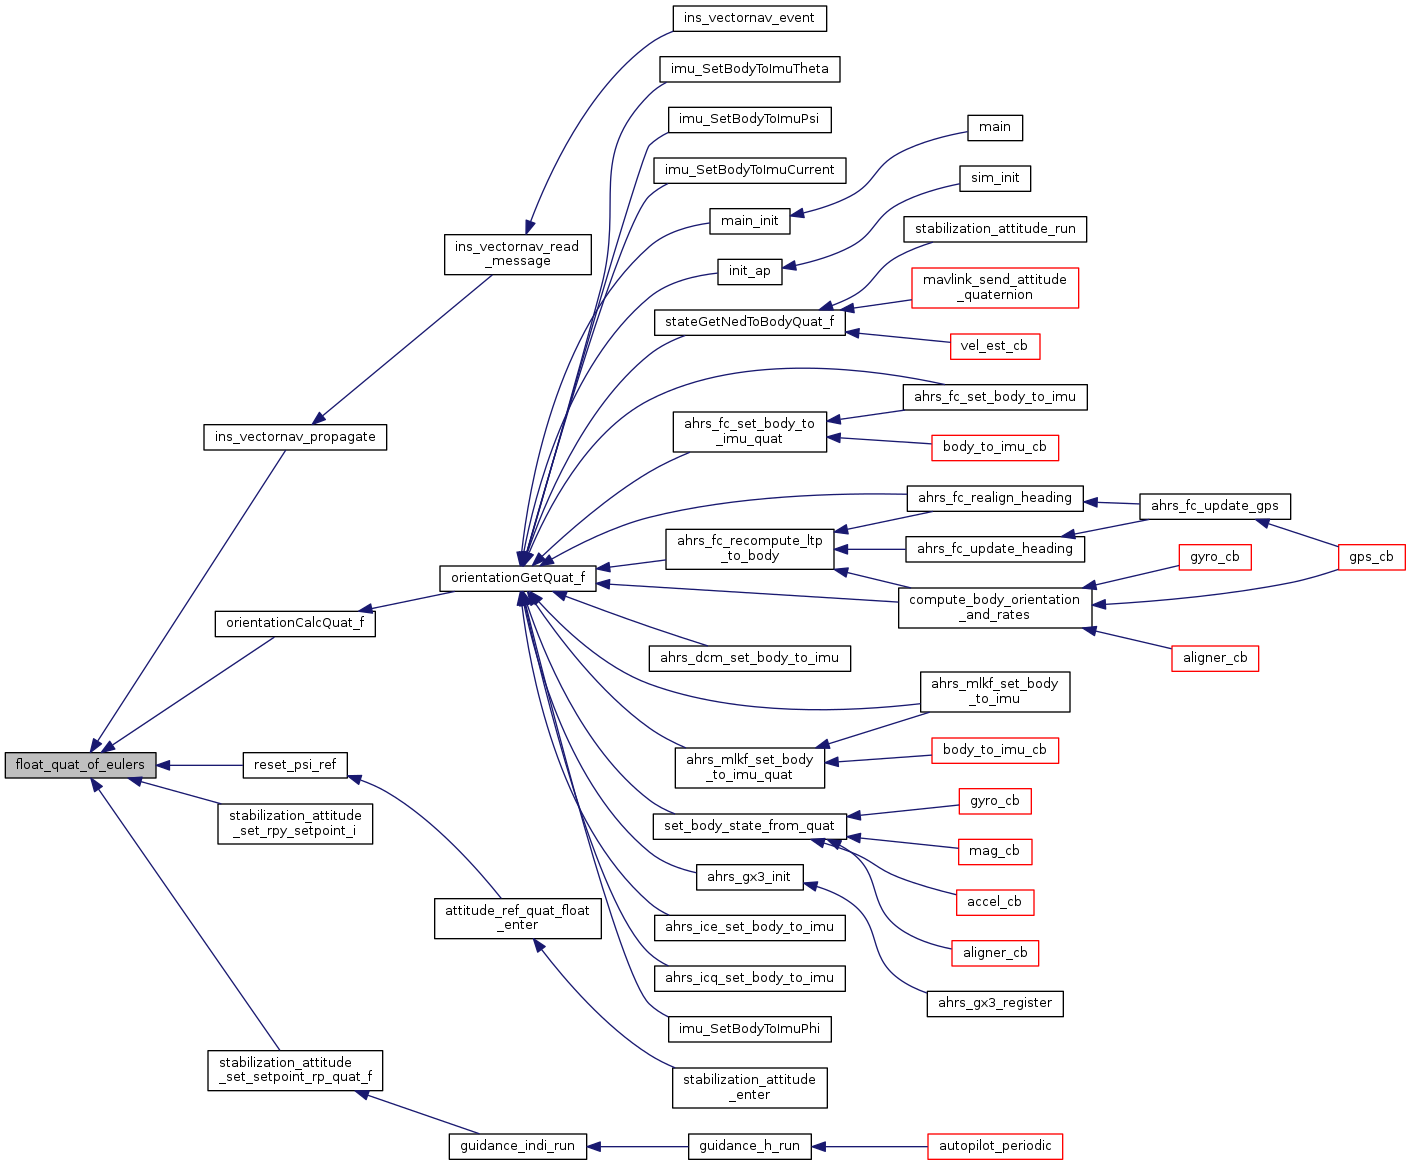 ins_vectornav_event
imu_SetBodyToImuTheta
imu_SetBodyToImuPsi
main
imu_SetBodyToImuCurrent
sim_init
main_init
stabilization_attitude_run
ins_vectornav_read
_message
init_ap
mavlink_send_attitude
_quaternion
stateGetNedToBodyQuat_f
vel_est_cb
ahrs_fc_set_body_to_imu
ahrs_fc_set_body_to
_imu_quat
ins_vectornav_propagate
body_to_imu_cb
ahrs_fc_realign_heading
ahrs_fc_update_gps
ahrs_fc_recompute_ltp
_to_body
ahrs_fc_update_heading
gyro_cb
gps_cb
orientationGetQuat_f
compute_body_orientation
_and_rates
orientationCalcQuat_f
ahrs_dcm_set_body_to_imu
aligner_cb
ahrs_mlkf_set_body
_to_imu
float_quat_of_eulers
reset_psi_ref
ahrs_mlkf_set_body
_to_imu_quat
body_to_imu_cb
stabilization_attitude
_set_rpy_setpoint_i
gyro_cb
set_body_state_from_quat
mag_cb
ahrs_gx3_init
accel_cb
attitude_ref_quat_float
_enter
ahrs_ice_set_body_to_imu
aligner_cb
ahrs_icq_set_body_to_imu
ahrs_gx3_register
imu_SetBodyToImuPhi
stabilization_attitude
_set_setpoint_rp_quat_f
stabilization_attitude
_enter
guidance_indi_run
guidance_h_run
autopilot_periodic